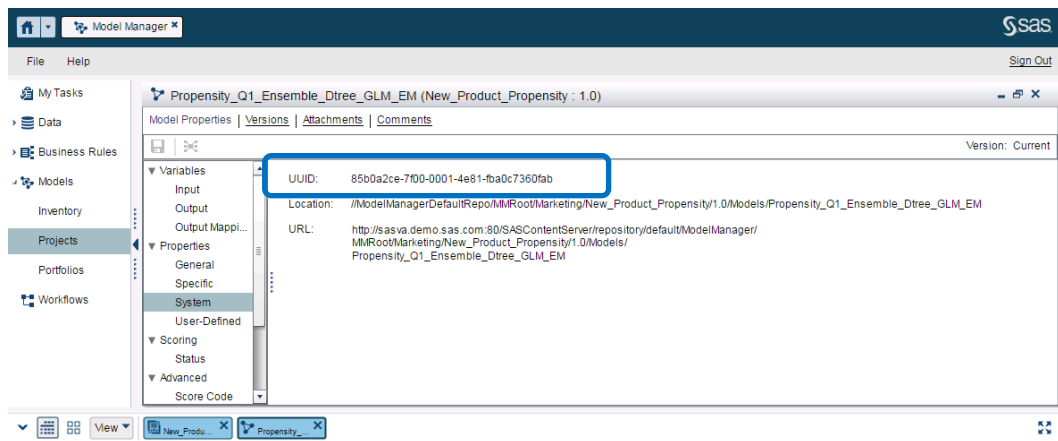 Model Manager
sas
File Help
Sign Out
My Tasks
Data
Business Rules
Models
Inventory
Projects
Portfolios
Workflows
Propensity_Q1_Ensemble_Dtree_GLM_EM (New_Product_Propensity : 1.0)
Model Properties | Versions | Attachments | Comments
Version: Current
Variables
Input
Output
Output Mappi...
Properties
General
Specific
System
User-Defined
Scoring
Status
Advanced
Score Code
UUID: 85b0a2ce-7f00-0001-4e81-fba0c7360fab
Location: //ModelManagerDefaultRepo/MMRoot/Marketing/New_Product_Propensity/1.0/Models/Propensity_Q1_Ensemble_Dtree_GLM_EM
URL: http://sasva.demo.sas.com:80/SASContentServer/repository/default/ModelManager/
MMRoot/Marketing/New_Product_Propensity/1.0/Models/
Propensity_Q1_Ensemble_Dtree_GLM_EM
View
New_Produ...
Propensity_...